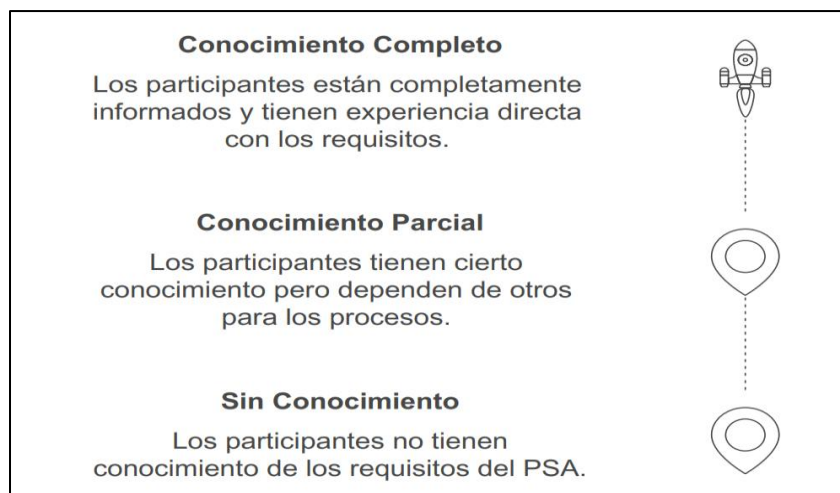 Conocimiento Completo
Los participantes están completamente
informados y tienen experiencia directa
con los requisitos.
Conocimiento Parcial
Los participantes tienen cierto
conocimiento pero dependen de otros
para los procesos.
Sin Conocimiento
Los participantes no tienen
conocimiento de los requisitos del PSA.